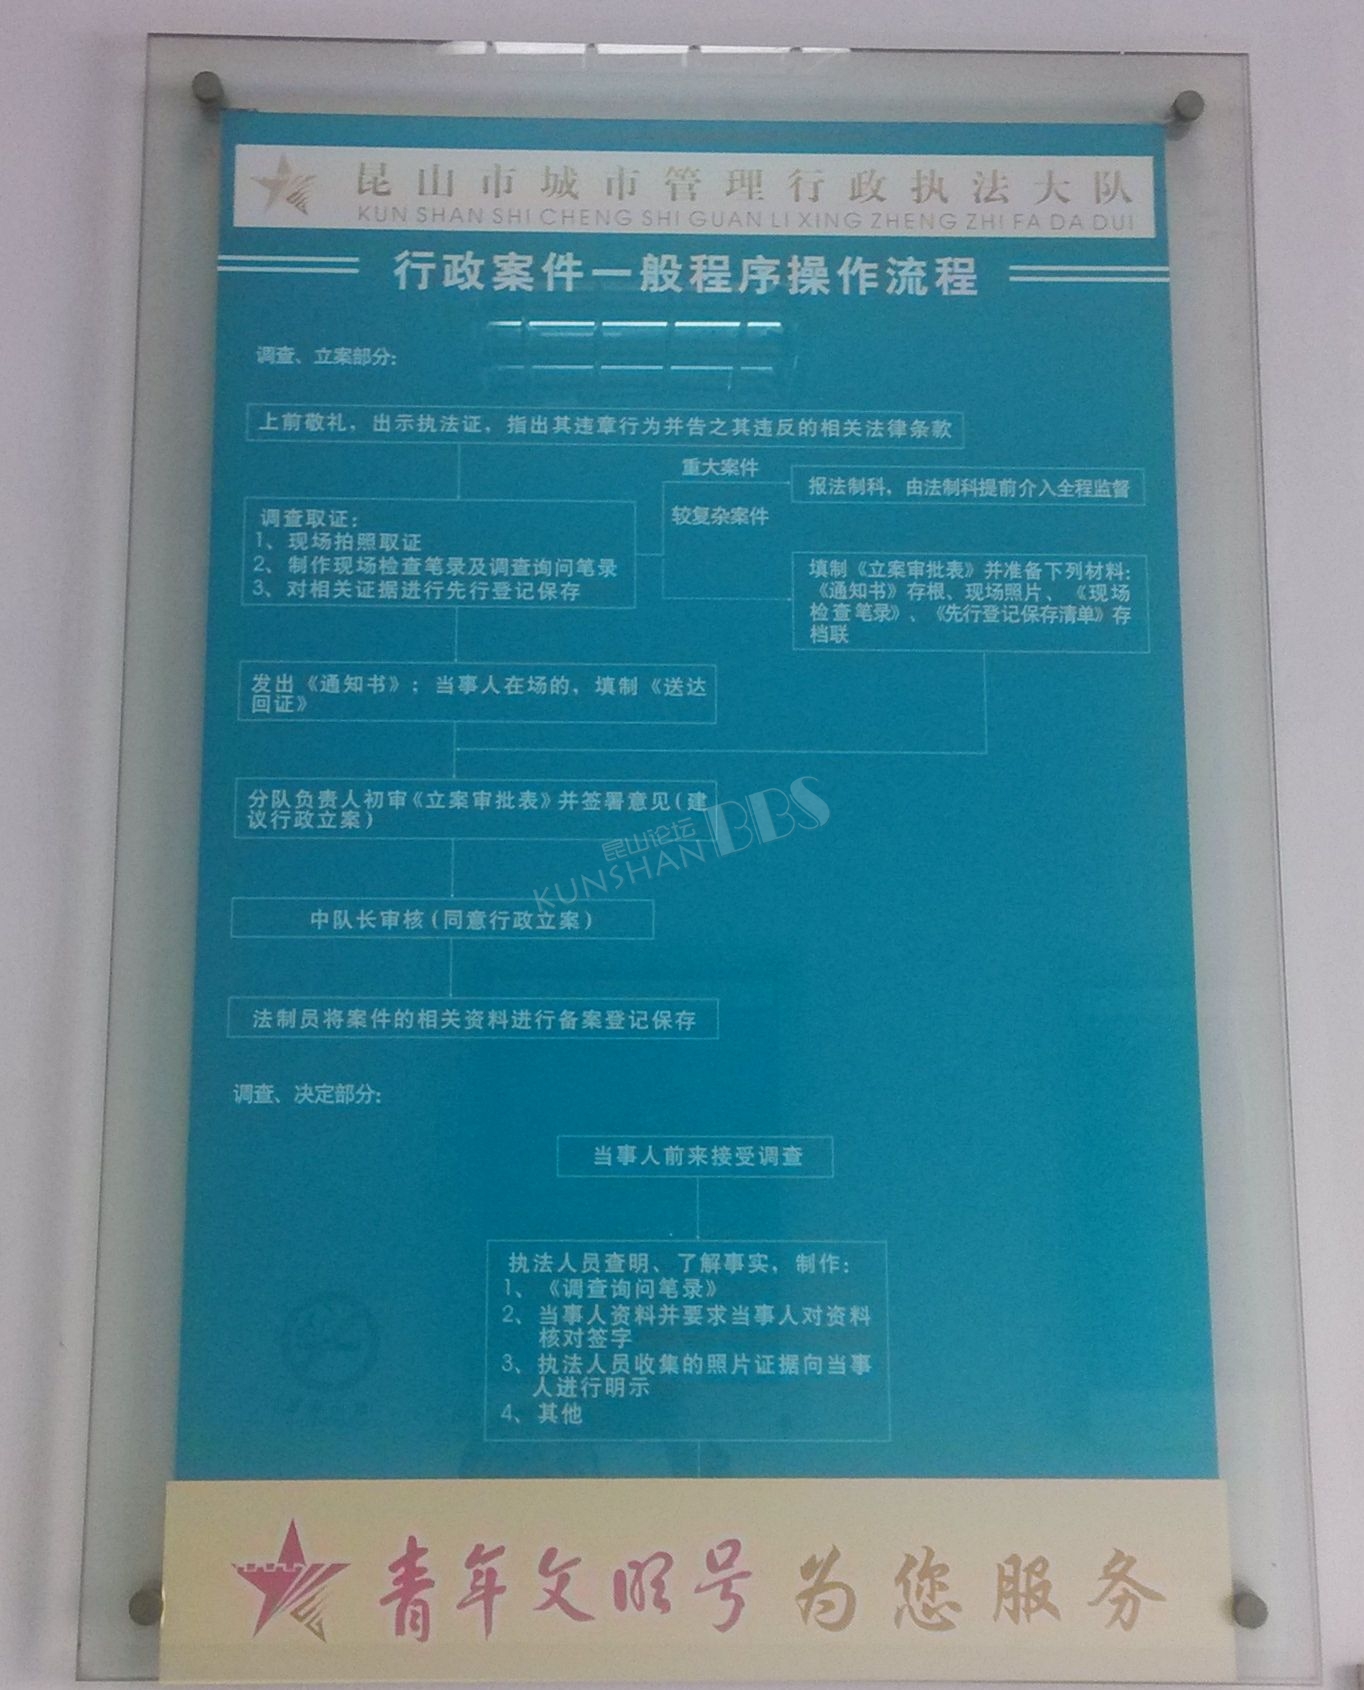 昆山市城市管理行政执法大队
KUN SHAN SHI CHENG SHI GUAN LI XING ZHENG ZHI FA DA DUI
行政案件一般程序操作流程
调查、立案部分：
上前敬礼，出示执法证，指出其违章行为并告之其违反的相关法律条款
重大案件
报法制科，由法制科提前介入全程监督
调查取证：
1、现场拍照取证
2、制作现场检查笔录及调查询问笔录
3、对相关证据进行先行登记保存
较复杂案件
填制《立案审批表》并准备下列材料：
《通知书》存根、现场照片、《现场
检查笔录》、《先行登记保存清单》存
档联
发出《通知书》；当事人在场的，填制《送达
回证》
分队负责人初审《立案审批表》并签署意见（建
议行政立案）
昆山论坛
KUNSHAN BBS
中队长审核（同意行政立案）
法制员将案件的相关资料进行备案登记保存
调查、决定部分：
当事人前来接受调查
执法人员查明、了解事实，制作：
1、《调查询问笔录》
2、当事人资料并要求当事人对资料
核对签字
3、执法人员收集的照片证据向当事
人进行明示
4、其他
青年文明号 为您服务